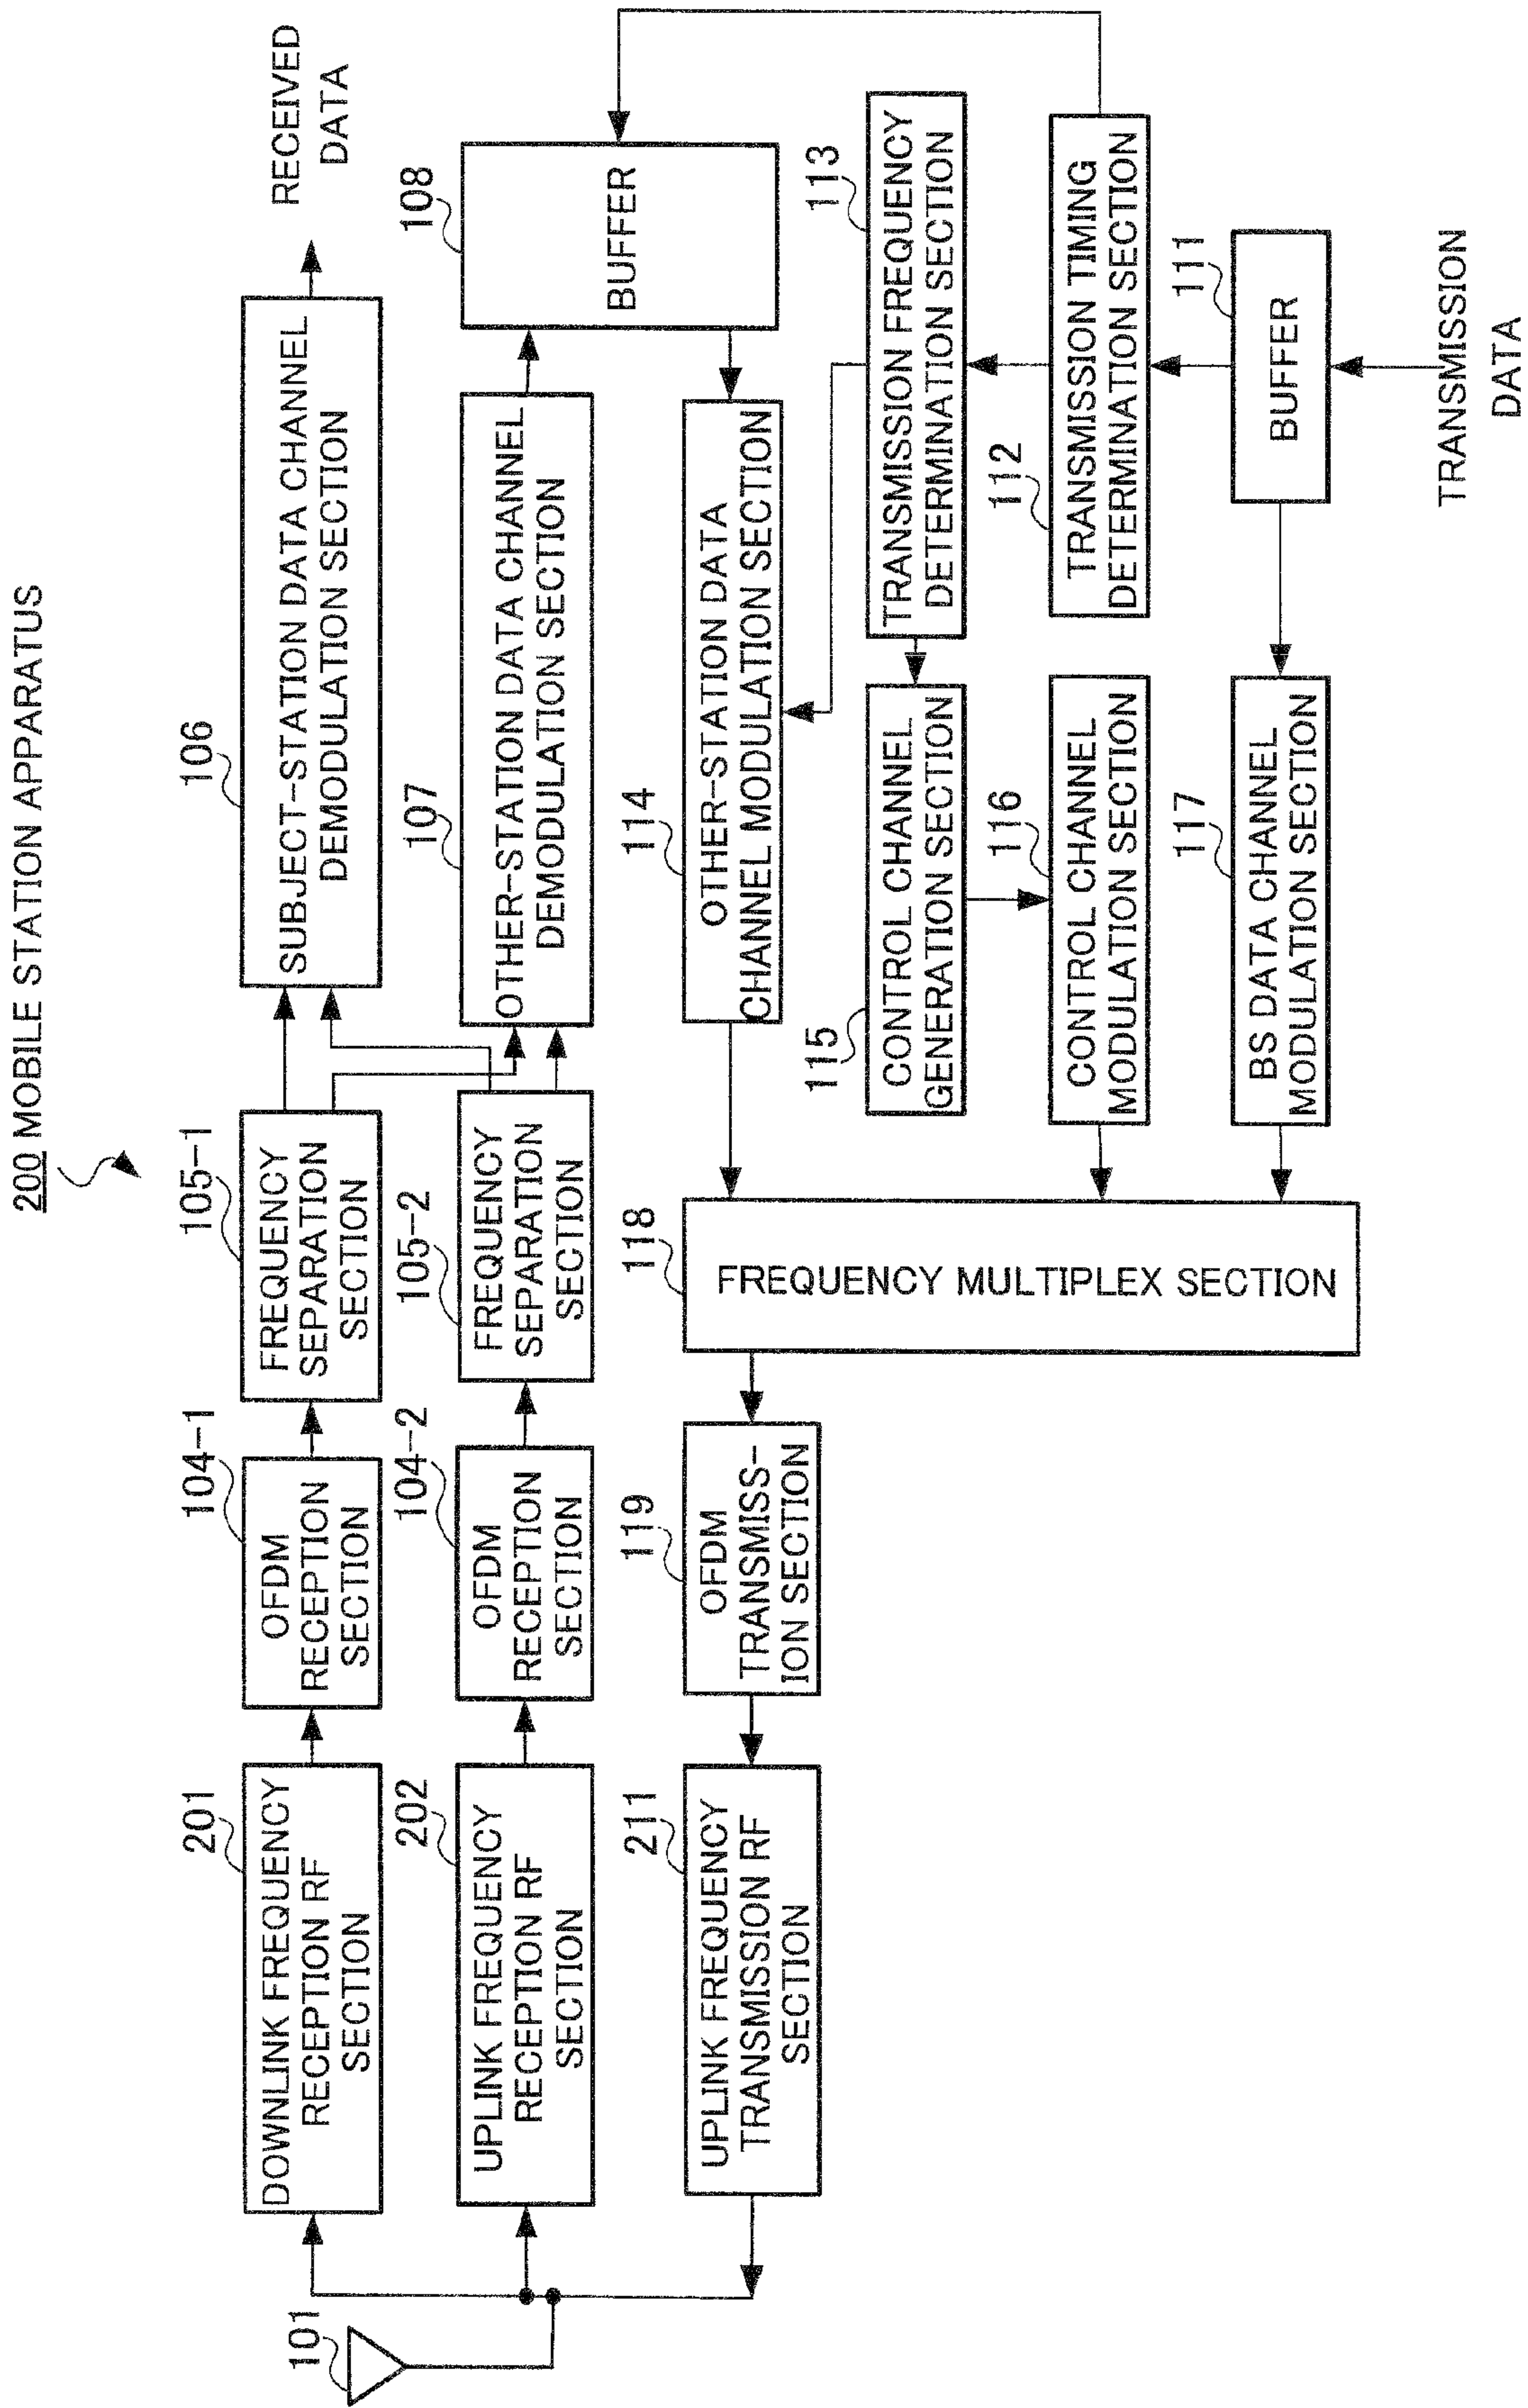 200 MOBILE STATION APPARATUS
101
201
DOWNLINK FREQUENCY
RECEPTION RF
SECTION
104-1
OFDM
RECEPTION
SECTION
105-1
FREQUENCY
SEPARATION
SECTION
106
SUBJECT-STATION DATA CHANNEL
DEMODULATION SECTION
RECEIVED
DATA
202
UPLINK FREQUENCY
RECEPTION RF
SECTION
104-2
OFDM
RECEPTION
SECTION
105-2
FREQUENCY
SEPARATION
SECTION
107
OTHER-STATION DATA CHANNEL
DEMODULATION SECTION
108
BUFFER
211
UPLINK FREQUENCY
TRANSMISSION RF
SECTION
119
OFDM
TRANSMISS-
ION SECTION
118
FREQUENCY MULTIPLEX SECTION
114
OTHER-STATION DATA
CHANNEL MODULATION SECTION
115
CONTROL CHANNEL
GENERATION SECTION
113
TRANSMISSION FREQUENCY
DETERMINATION SECTION
116
CONTROL CHANNEL
MODULATION SECTION
112
TRANSMISSION TIMING
DETERMINATION SECTION
117
BS DATA CHANNEL
MODULATION SECTION
111
BUFFER
TRANSMISSION
DATA